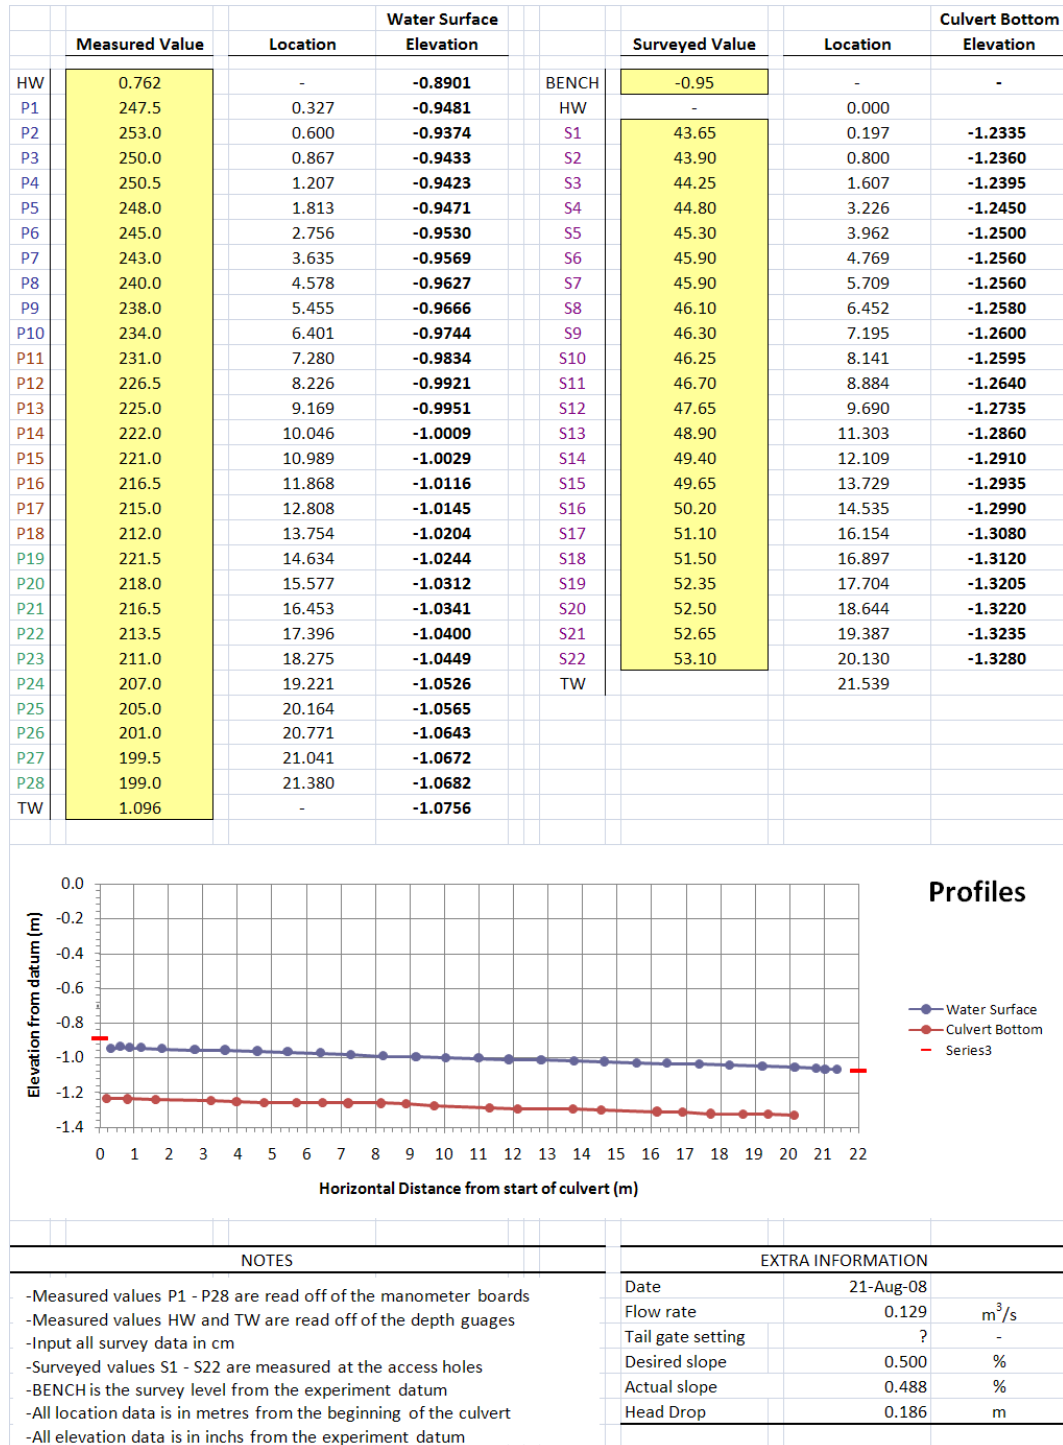 Water Surface Culvert Bottom
Measured Value Location Elevation Surveyed Value Location Elevation
HW 0.762 - -0.8901 BENCH -0.95 - -
P1 247.5 0.327 -0.9481 HW - 0.000
P2 253.0 0.600 -0.9374 S1 43.65 0.197 -1.2335
P3 250.0 0.867 -0.9433 S2 43.90 0.800 -1.2360
P4 250.5 1.207 -0.9423 S3 44.25 1.607 -1.2395
P5 248.0 1.813 -0.9471 S4 44.80 3.226 -1.2450
P6 245.0 2.756 -0.9530 S5 45.30 3.962 -1.2500
P7 243.0 3.635 -0.9569 S6 45.90 4.769 -1.2560
P8 240.0 4.578 -0.9627 S7 45.90 5.709 -1.2560
P9 238.0 5.455 -0.9666 S8 46.10 6.452 -1.2580
P10 234.0 6.401 -0.9744 S9 46.30 7.195 -1.2600
P11 231.0 7.280 -0.9834 S10 46.25 8.141 -1.2595
P12 226.5 8.226 -0.9921 S11 46.70 8.884 -1.2640
P13 225.0 9.169 -0.9951 S12 47.65 9.690 -1.2735
P14 222.0 10.046 -1.0009 S13 48.90 11.303 -1.2860
P15 221.0 10.989 -1.0029 S14 49.40 12.109 -1.2910
P16 216.5 11.868 -1.0116 S15 49.65 13.729 -1.2935
P17 215.0 12.808 -1.0145 S16 50.20 14.535 -1.2990
P18 212.0 13.754 -1.0204 S17 51.10 16.154 -1.3080
P19 221.5 14.634 -1.0244 S18 51.50 16.897 -1.3120
P20 218.0 15.577 -1.0312 S19 52.35 17.704 -1.3205
P21 216.5 16.453 -1.0341 S20 52.50 18.644 -1.3220
P22 213.5 17.396 -1.0400 S21 52.65 19.387 -1.3235
P23 211.0 18.275 -1.0449 S22 53.10 20.130 -1.3280
P24 207.0 19.221 -1.0526 TW 21.539
P25 205.0 20.164 -1.0565
P26 201.0 20.771 -1.0643
P27 199.5 21.041 -1.0672
P28 199.0 21.380 -1.0682
TW 1.096 - -1.0756
Profiles
Elevation from datum (m)
0.0
-0.2
-0.4
-0.6
-0.8
-1.0
-1.2
-1.4
0 1 2 3 4 5 6 7 8 9 10 11 12 13 14 15 16 17 18 19 20 21 22
Horizontal Distance from start of culvert (m)
Water Surface
Culvert Bottom
Series3
NOTES
-Measured values P1 - P28 are read off of the manometer boards
-Measured values HW and TW are read off of the depth guages
-Input all survey data in cm
-Surveyed values S1 - S22 are measured at the access holes
-BENCH is the survey level from the experiment datum
-All location data is in metres from the beginning of the culvert
-All elevation data is in inchs from the experiment datum
EXTRA INFORMATION
Date 21-Aug-08
Flow rate 0.129 m³/s
Tail gate setting ? -
Desired slope 0.500 %
Actual slope 0.488 %
Head Drop 0.186 m